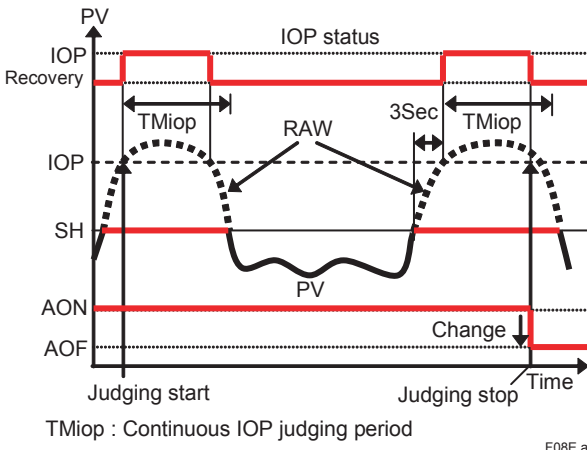 PV
IOP status
IOP
Recovery
3Sec
TMiop
RAW
TMiop
IOP
SH
PV
AON
Change
AOF
Time
Judging start
Judging stop
TMiop : Continuous IOP judging period